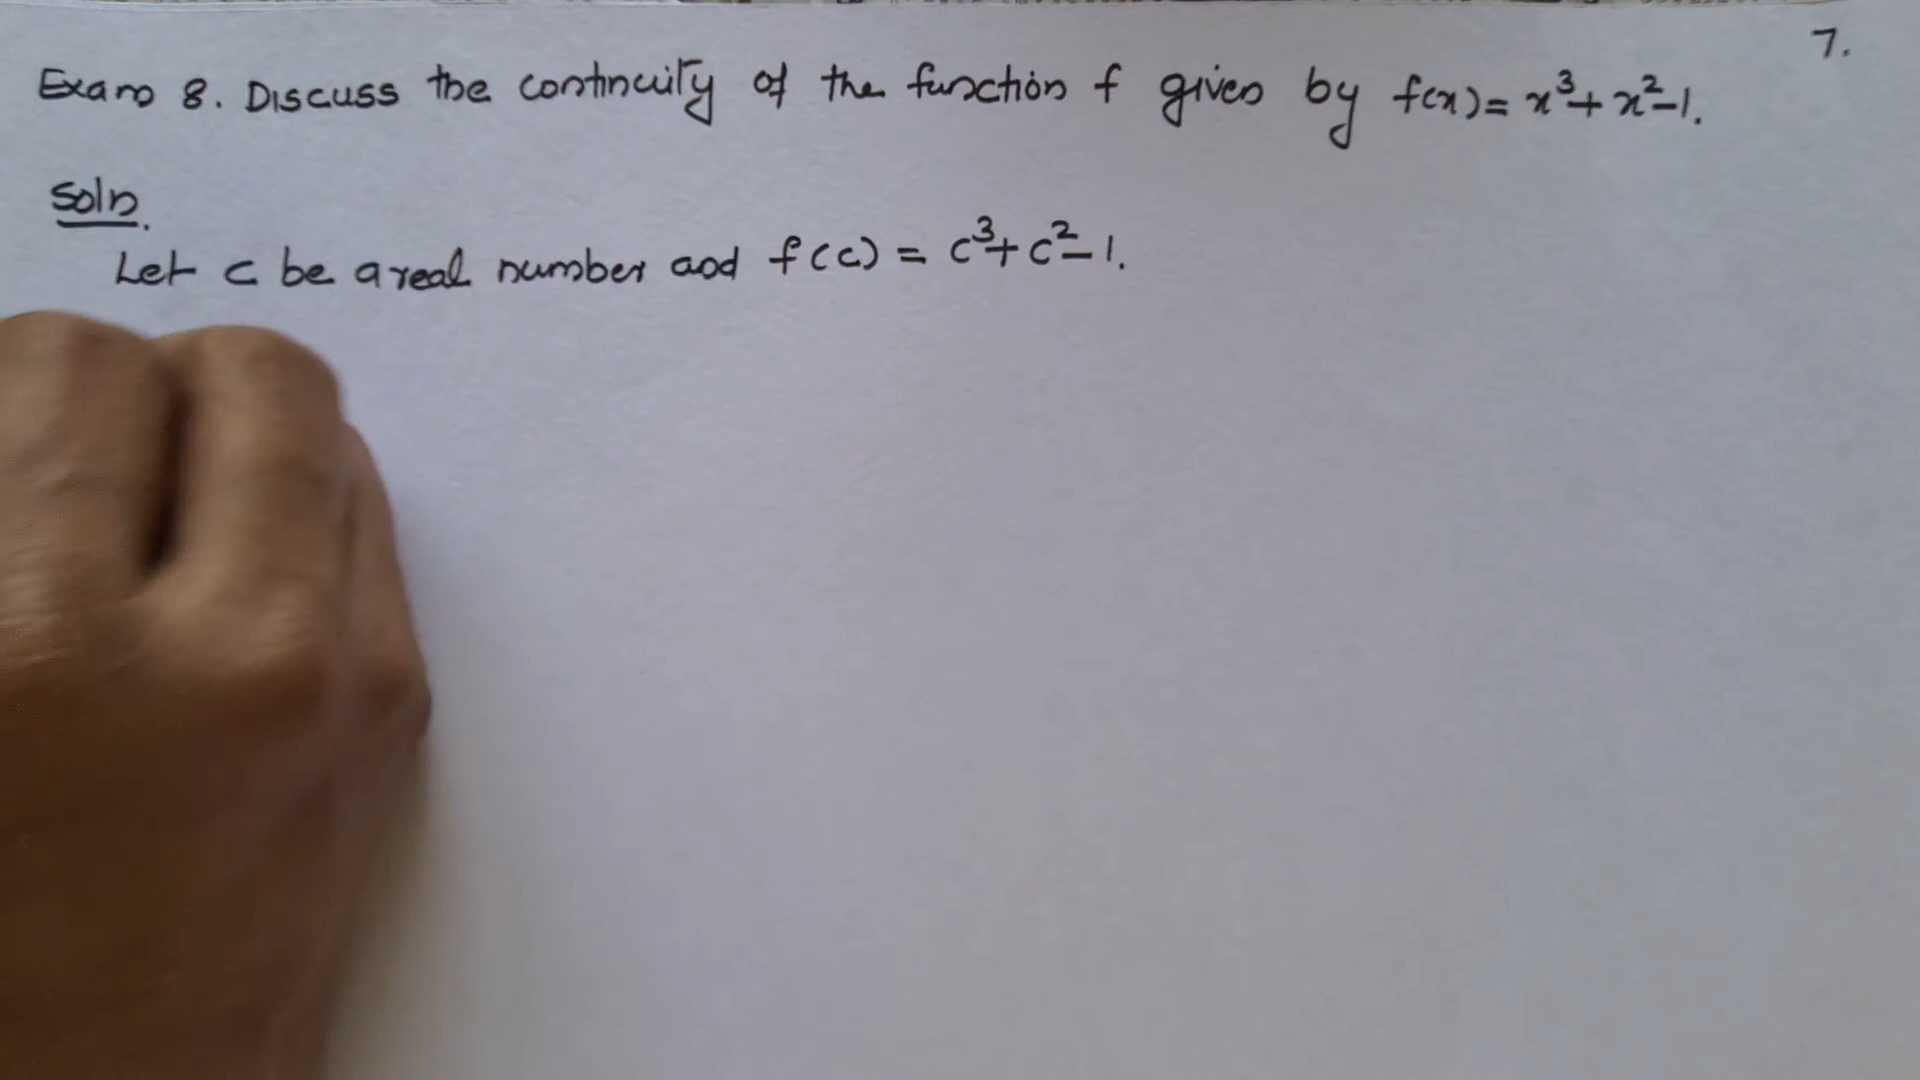 7.
Exam 8. Discuss the continuity of the function f given by f(x) = x³ + x² - 1.
Soln.
Let c be a real number and f(c) = c³ + c² - 1.